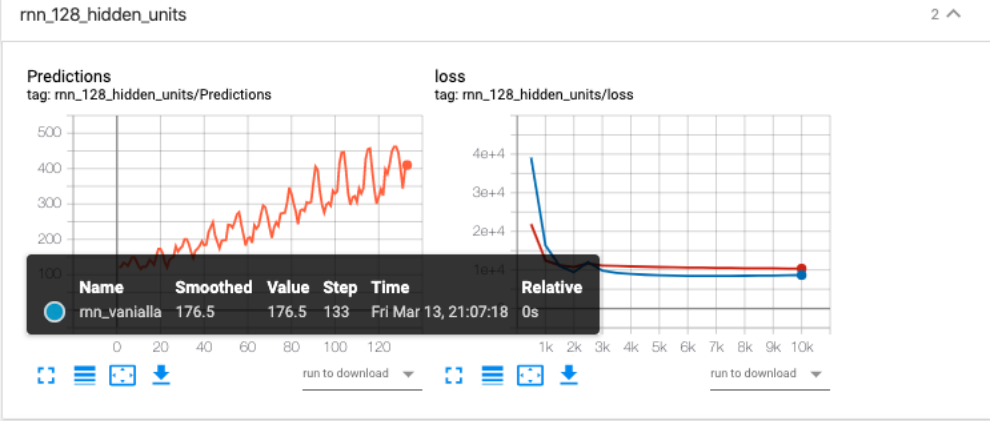 rnn_128_hidden_units
2
Predictions
tag: rnn_128_hidden_units/Predictions
500
400
300
200
100
0 20 40 60 80 100 120
run to download
loss
tag: rnn_128_hidden_units/loss
4e+4
3e+4
2e+4
1e+4
0
1k 2k 3k 4k 5k 6k 7k 8k 9k 10k
run to download
Name Smoothed Value Step Time Relative
rnn_vanialla 176.5 176.5 133 Fri Mar 13, 21:07:18 0s